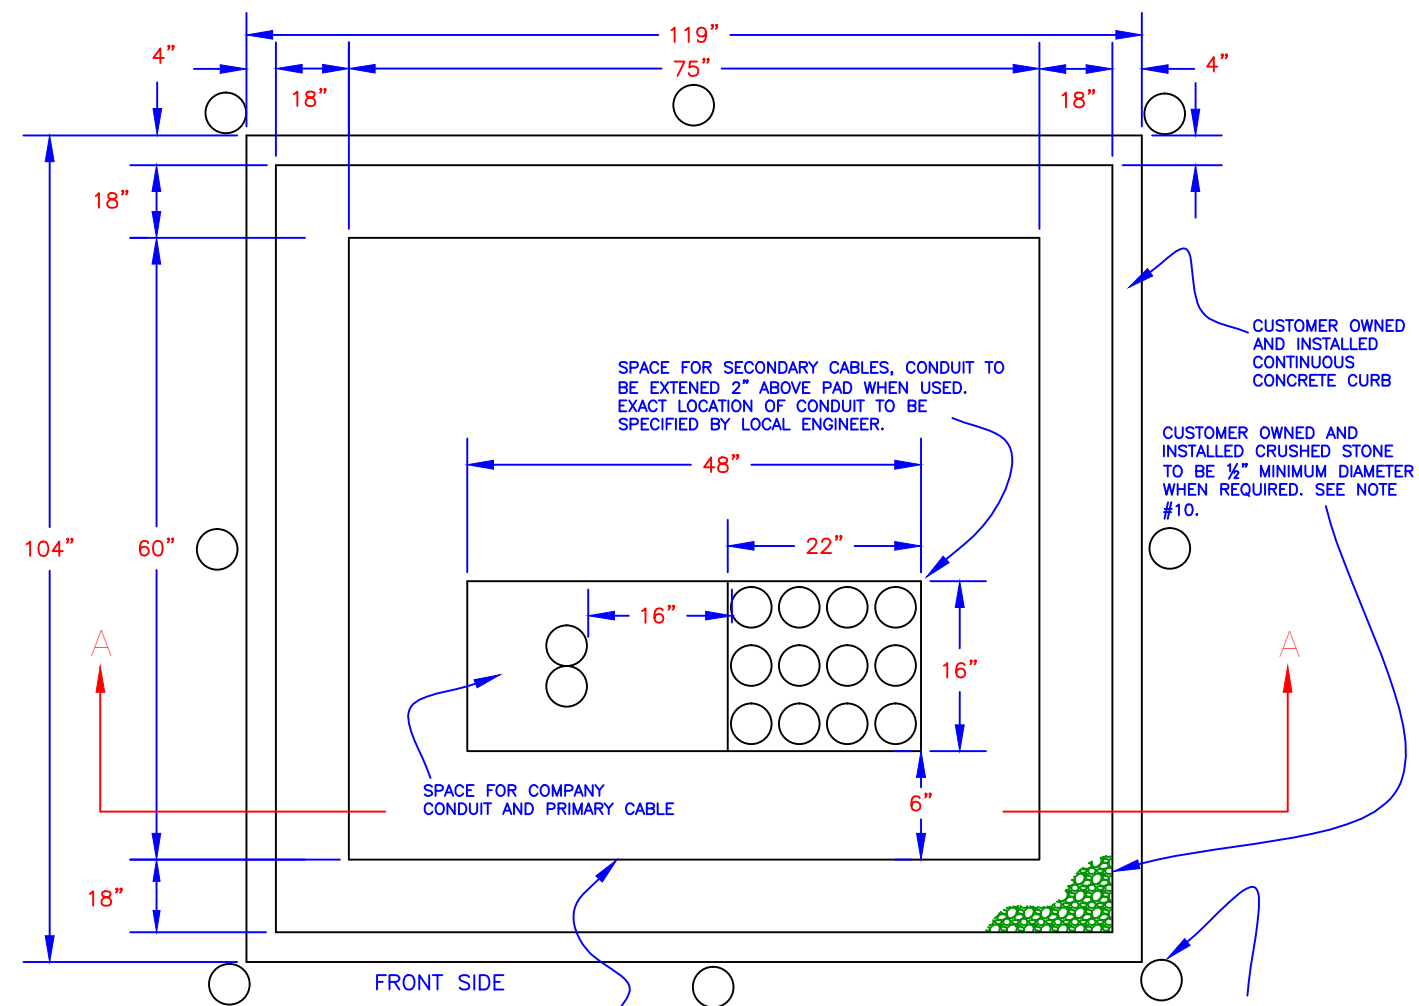 119”
4”
75”
4”
18”
18”
18”
CUSTOMER OWNED
AND INSTALLED
CONTINUOUS
CONCRETE CURB
SPACE FOR SECONDARY CABLES, CONDUIT TO
BE EXTENED 2” ABOVE PAD WHEN USED.
EXACT LOCATION OF CONDUIT TO BE
SPECIFIED BY LOCAL ENGINEER.
CUSTOMER OWNED AND
INSTALLED CRUSHED STONE
TO BE ½” MINIMUM DIAMETER
WHEN REQUIRED. SEE NOTE
#10.
48”
104”
60”
22”
16”
A
A
16”
SPACE FOR COMPANY
CONDUIT AND PRIMARY CABLE
6”
18”
FRONT SIDE